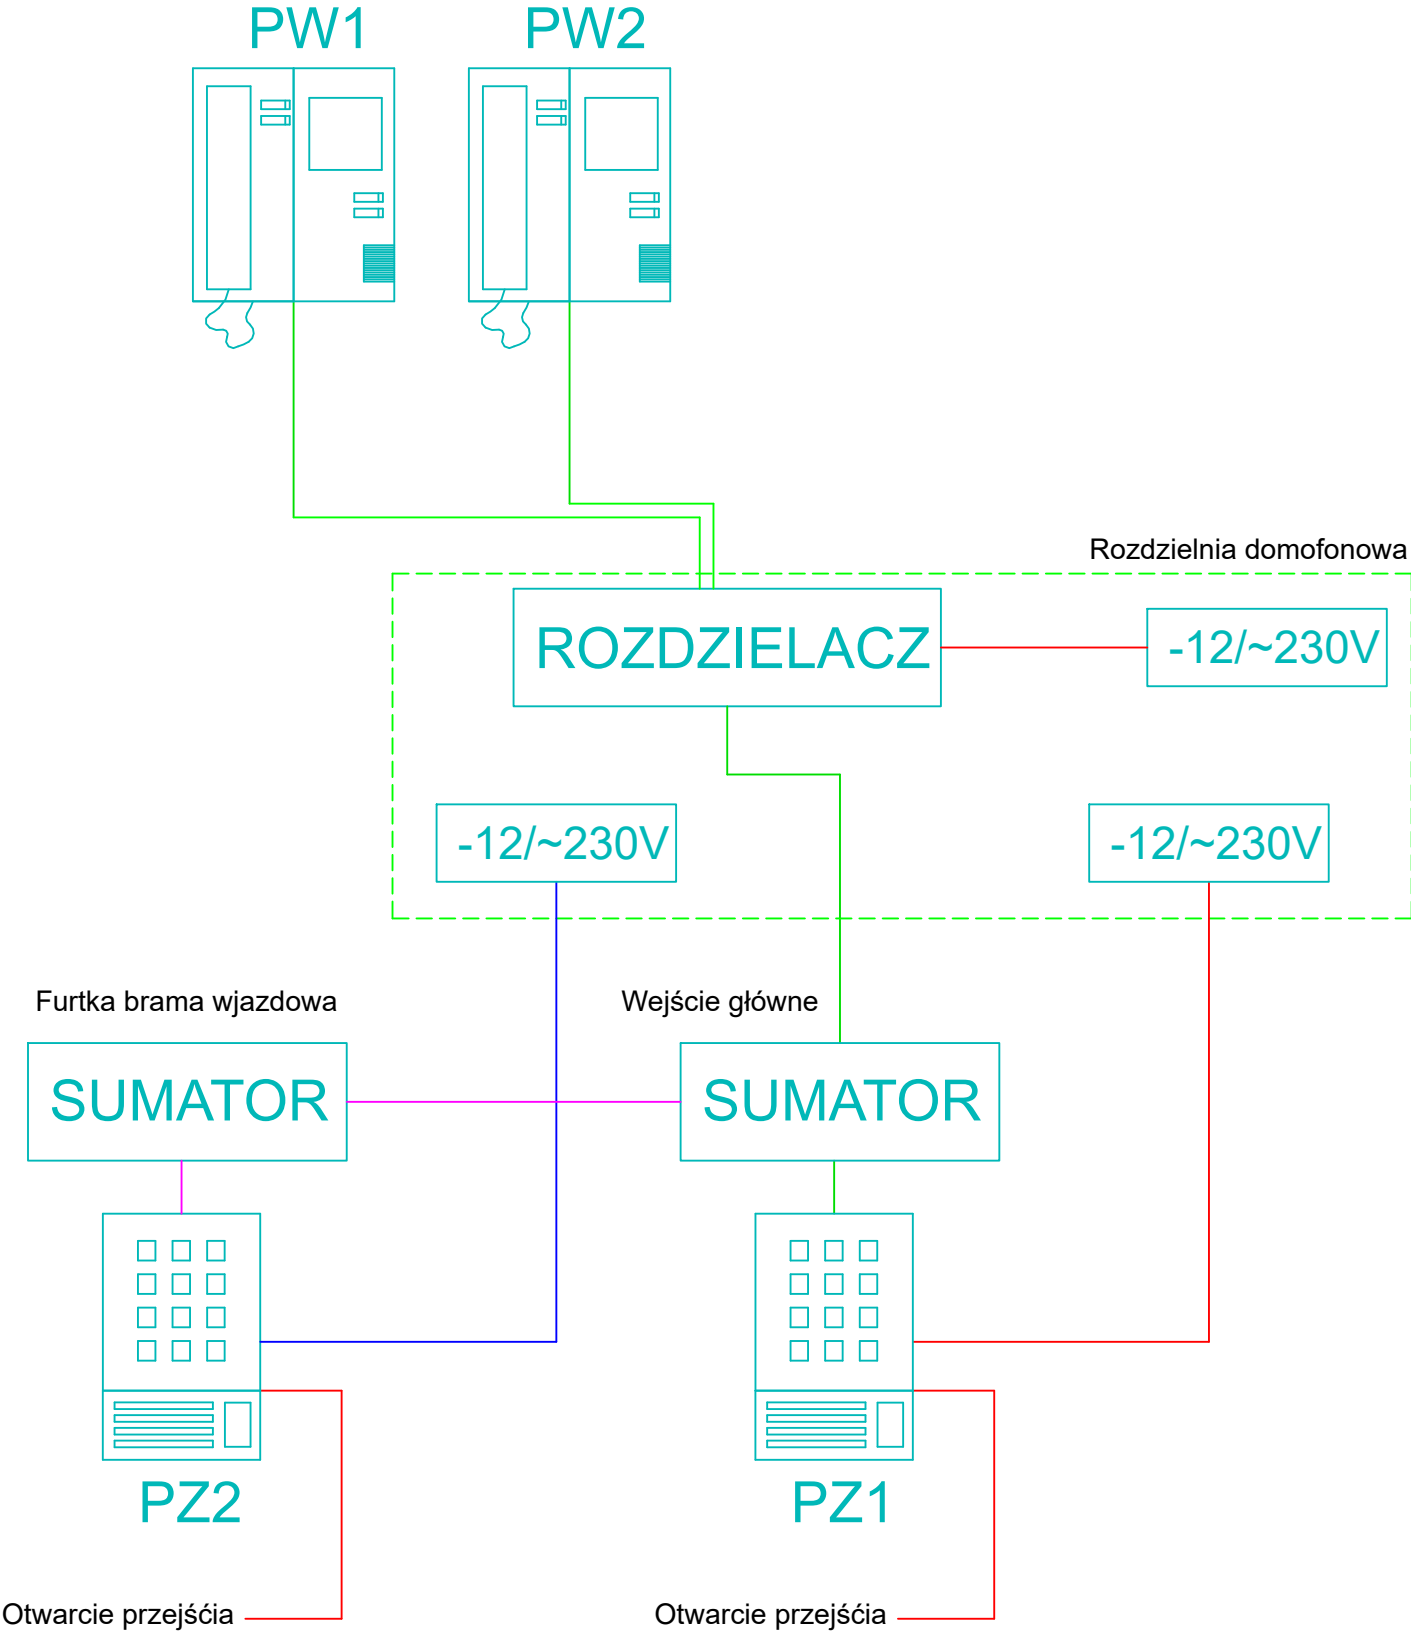 PW1 PW2
Rozdzielnia domofonowa
ROZDZIELACZ
-12/~230V
-12/~230V
-12/~230V
Furtka brama wjazdowa
Wejście główne
SUMATOR
SUMATOR
PZ2
PZ1
Otwarcie przejśćia
Otwarcie przejśćia